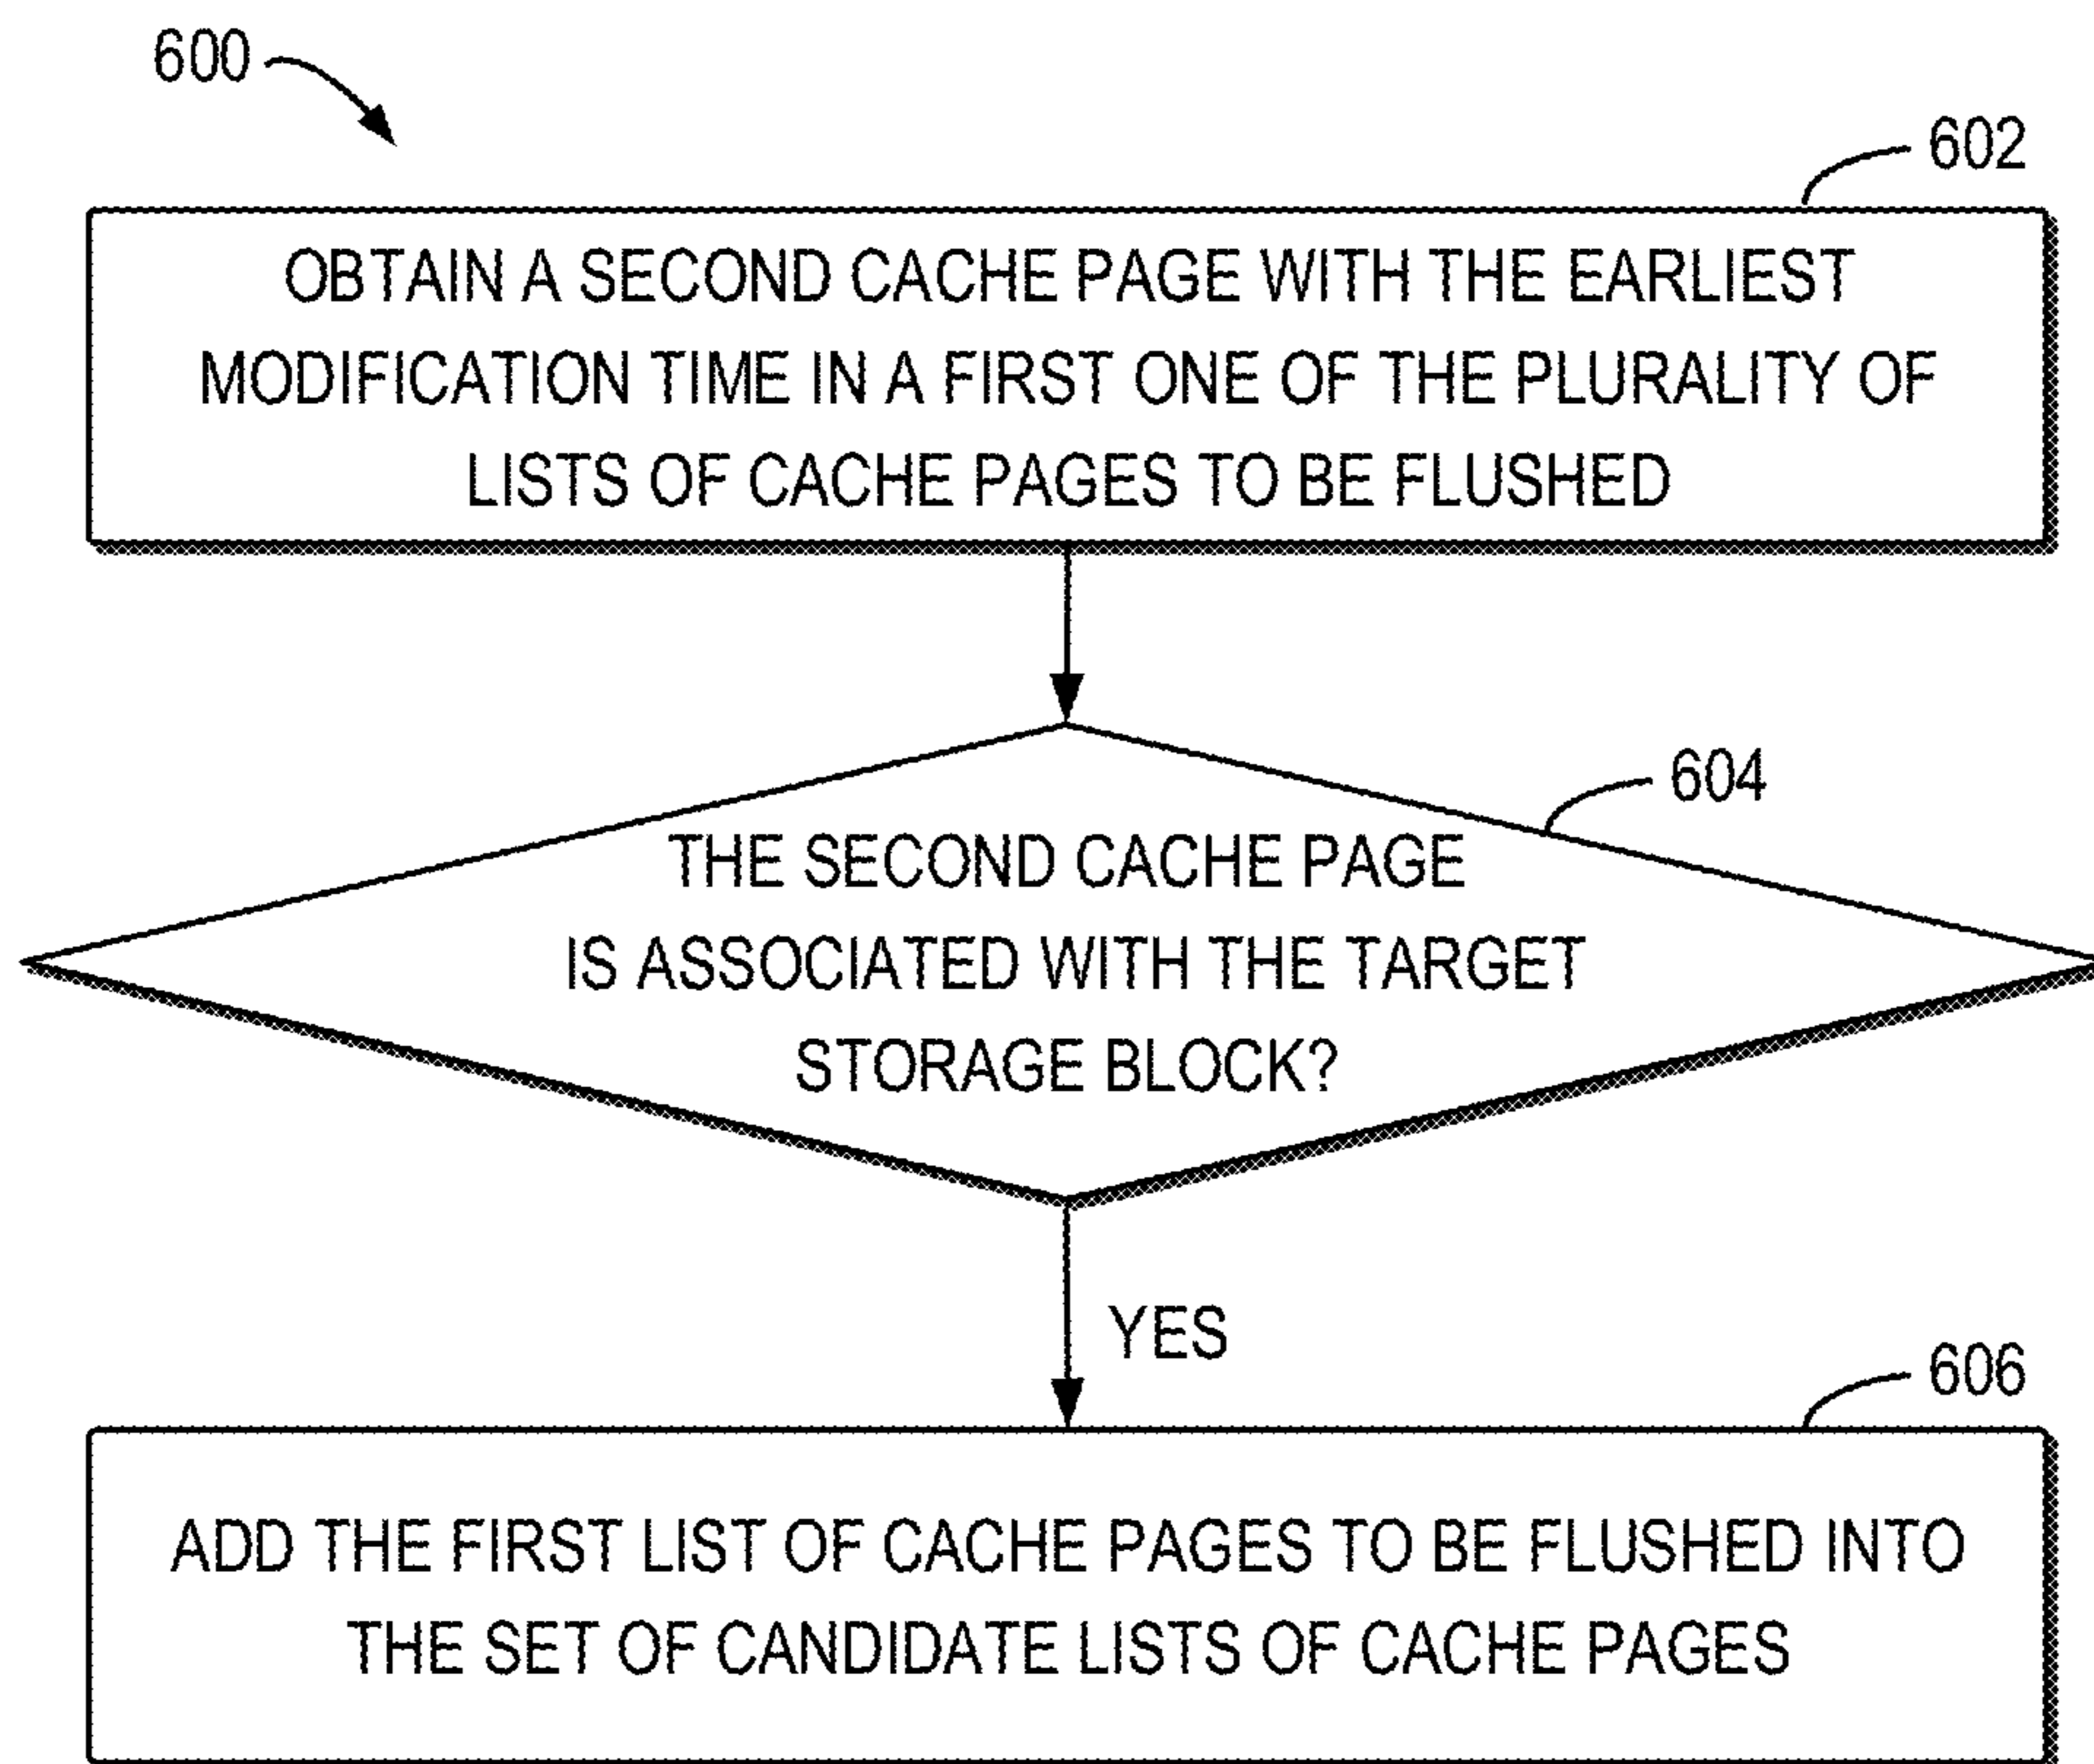 600
602
OBTAIN A SECOND CACHE PAGE WITH THE EARLIEST
MODIFICATION TIME IN A FIRST ONE OF THE PLURALITY OF
LISTS OF CACHE PAGES TO BE FLUSHED
604
THE SECOND CACHE PAGE
IS ASSOCIATED WITH THE TARGET
STORAGE BLOCK?
YES
606
ADD THE FIRST LIST OF CACHE PAGES TO BE FLUSHED INTO
THE SET OF CANDIDATE LISTS OF CACHE PAGES